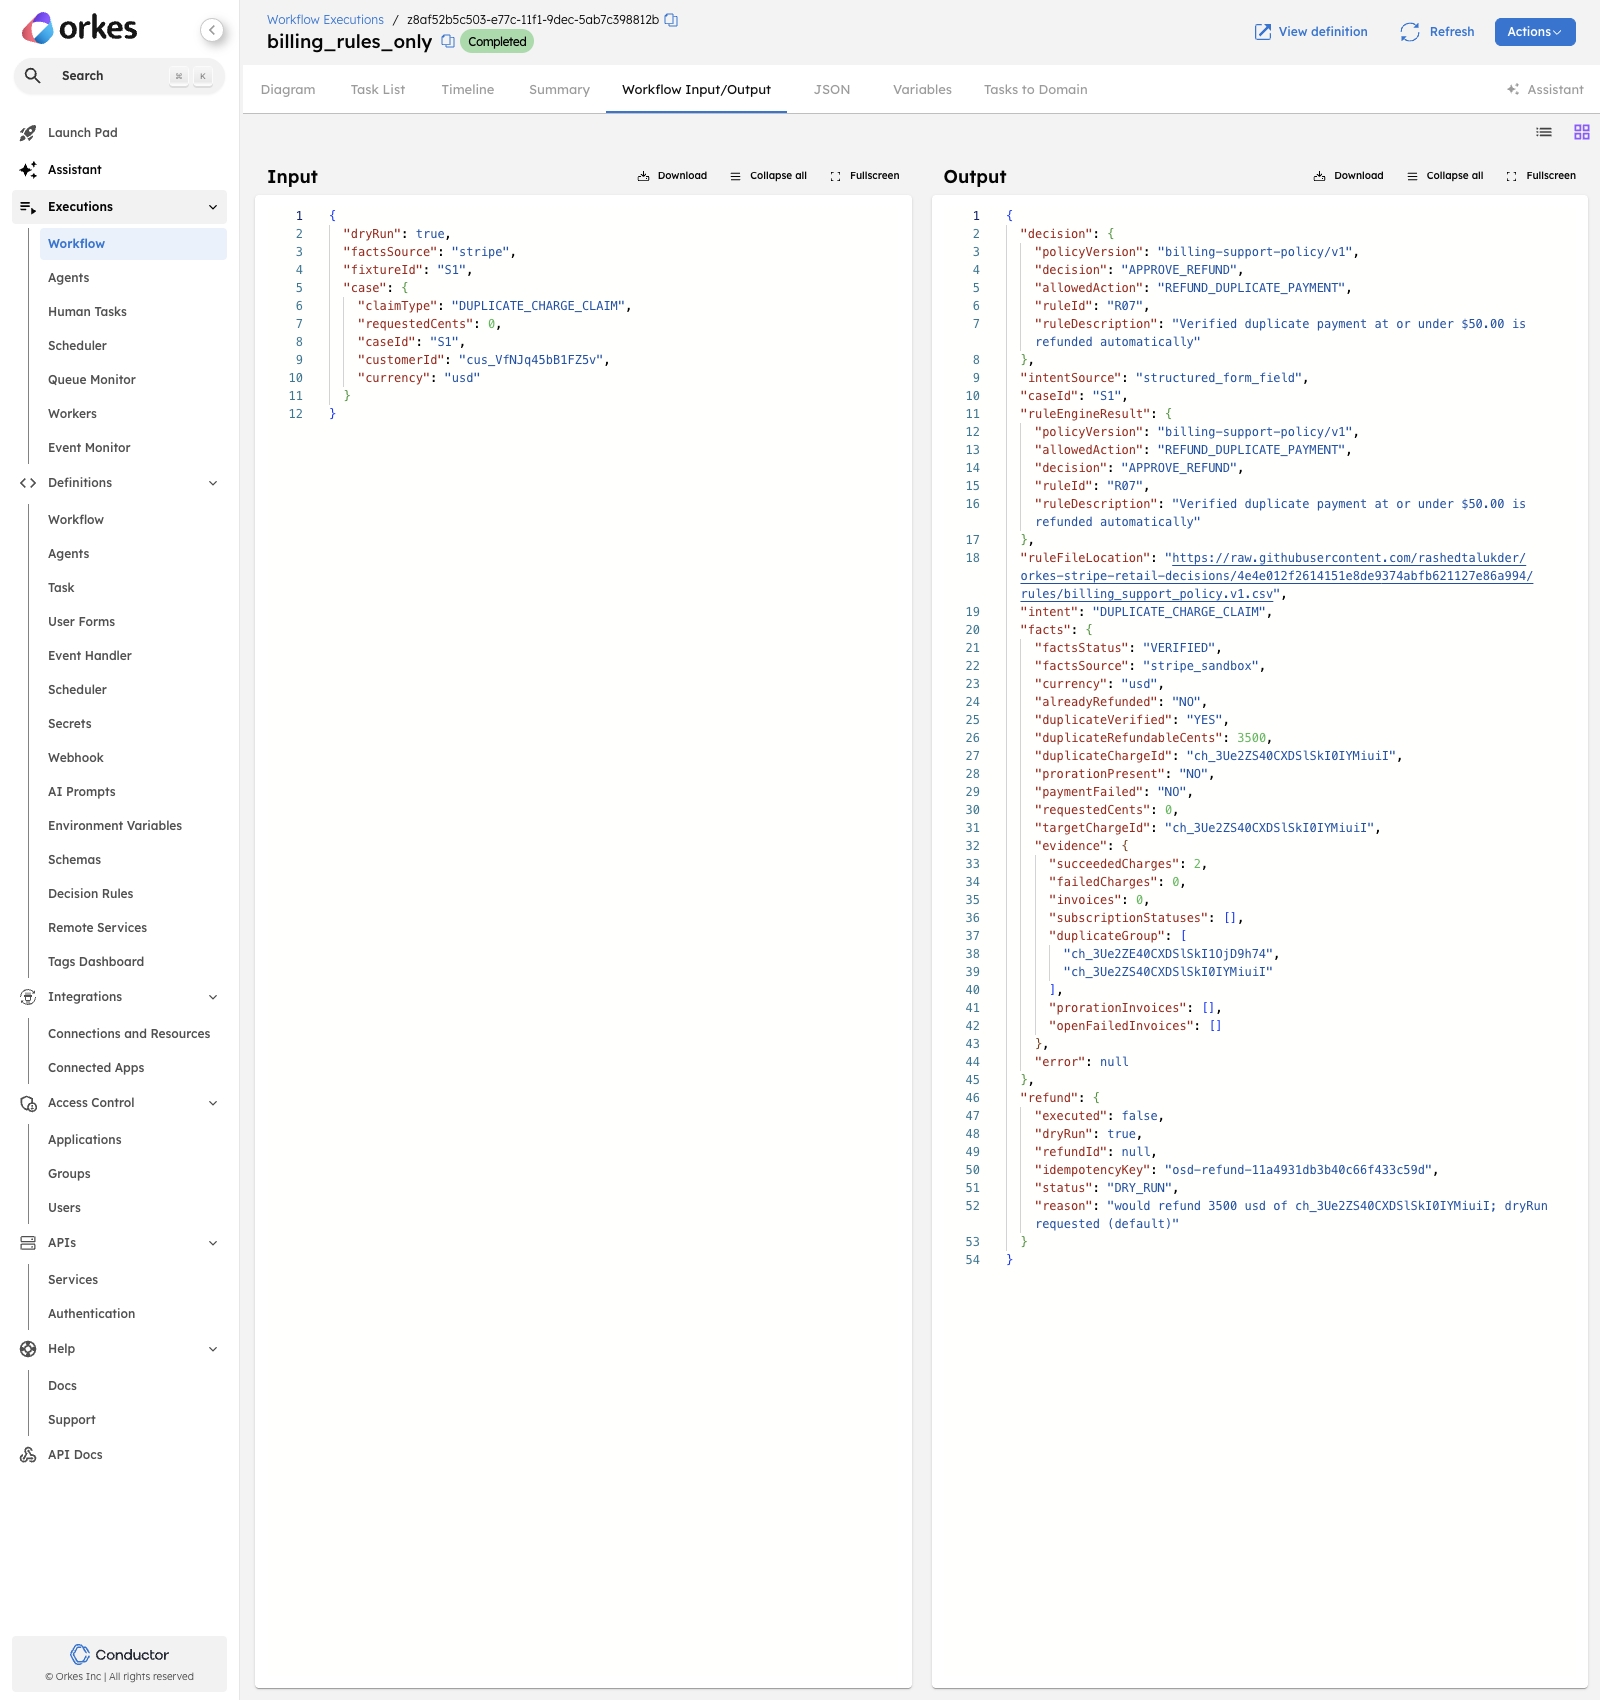 orkes
Search
⌘ K
Launch Pad
Assistant
Executions
Workflow
Agents
Human Tasks
Scheduler
Queue Monitor
Workers
Event Monitor
Definitions
Workflow
Agents
Task
User Forms
Event Handler
Scheduler
Secrets
Webhook
AI Prompts
Environment Variables
Schemas
Decision Rules
Remote Services
Tags Dashboard
Integrations
Connections and Resources
Connected Apps
Access Control
Applications
Groups
Users
APIs
Services
Authentication
Help
Docs
Support
API Docs
Conductor
© Orkes Inc | All rights reserved
Workflow Executions / z8af52b5c503-e77c-11f1-9dec-5ab7c398812b
billing_rules_only Completed
View definition Refresh Actions
Diagram Task List Timeline Summary Workflow Input/Output JSON Variables Tasks to Domain Assistant
Input Download Collapse all Fullscreen
1 {
2 "dryRun": true,
3 "factsSource": "stripe",
4 "fixtureId": "S1",
5 "case": {
6 "claimType": "DUPLICATE_CHARGE_CLAIM",
7 "requestedCents": 0,
8 "caseId": "S1",
9 "customerId": "cus_VfNJq45bB1FZ5v",
10 "currency": "usd"
11 }
12 }
Output Download Collapse all Fullscreen
1 {
2 "decision": {
3 "policyVersion": "billing-support-policy/v1",
4 "decision": "APPROVE_REFUND",
5 "allowedAction": "REFUND_DUPLICATE_PAYMENT",
6 "ruleId": "R07",
7 "ruleDescription": "Verified duplicate payment at or under $50.00 is
refunded automatically"
8 },
9 "intentSource": "structured_form_field",
10 "caseId": "S1",
11 "ruleEngineResult": {
12 "policyVersion": "billing-support-policy/v1",
13 "allowedAction": "REFUND_DUPLICATE_PAYMENT",
14 "decision": "APPROVE_REFUND",
15 "ruleId": "R07",
16 "ruleDescription": "Verified duplicate payment at or under $50.00 is
refunded automatically"
17 },
18 "ruleFileLocation": "https://raw.githubusercontent.com/rashedtalukder/
orkes-stripe-retail-decisions/4e4e012f2614151e8de9374abfb621127e86a994/
rules/billing_support_policy.v1.csv",
19 "intent": "DUPLICATE_CHARGE_CLAIM",
20 "facts": {
21 "factsStatus": "VERIFIED",
22 "factsSource": "stripe_sandbox",
23 "currency": "usd",
24 "alreadyRefunded": "NO",
25 "duplicateVerified": "YES",
26 "duplicateRefundableCents": 3500,
27 "duplicateChargeId": "ch_3Ue2ZS40CXDSlSkI0IYMiuiI",
28 "prorationPresent": "NO",
29 "paymentFailed": "NO",
30 "requestedCents": 0,
31 "targetChargeId": "ch_3Ue2ZS40CXDSlSkI0IYMiuiI",
32 "evidence": {
33 "succeededCharges": 2,
34 "failedCharges": 0,
35 "invoices": 0,
36 "subscriptionStatuses": [],
37 "duplicateGroup": [
38 "ch_3Ue2ZE40CXDSlSkI1OjD9h74",
39 "ch_3Ue2ZS40CXDSlSkI0IYMiuiI"
40 ],
41 "prorationInvoices": [],
42 "openFailedInvoices": []
43 },
44 "error": null
45 },
46 "refund": {
47 "executed": false,
48 "dryRun": true,
49 "refundId": null,
50 "idempotencyKey": "osd-refund-11a4931db3b40c66f433c59d",
51 "status": "DRY_RUN",
52 "reason": "would refund 3500 usd of ch_3Ue2ZS40CXDSlSkI0IYMiuiI; dryRun
requested (default)"
53 }
54 }